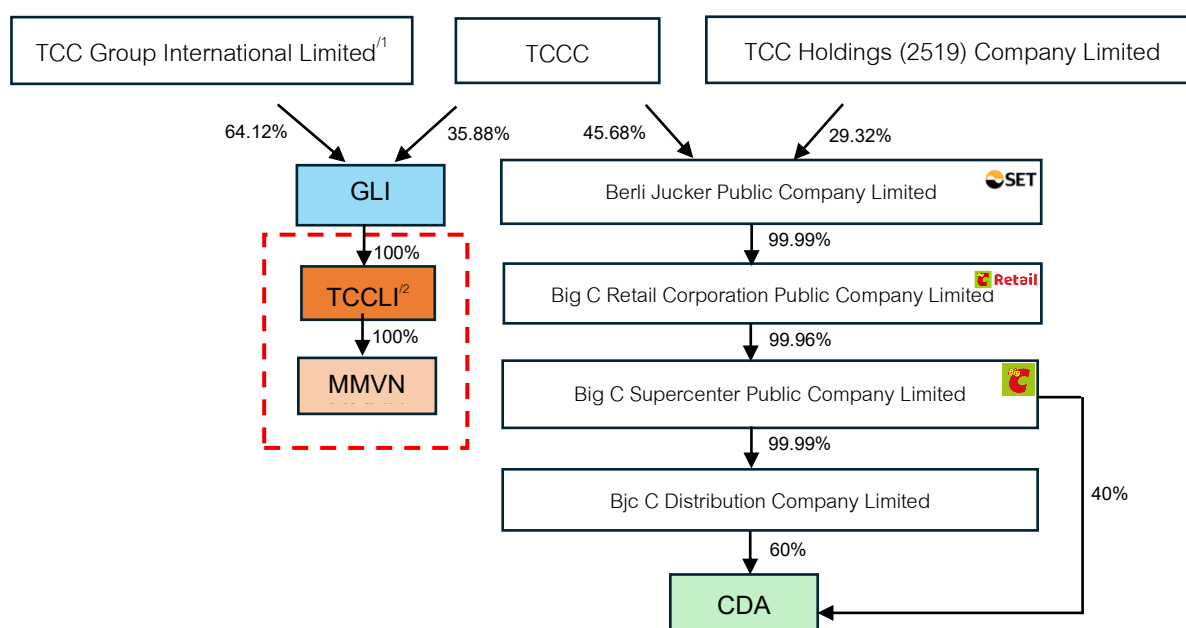 TCC Group International Limited/1
TCCC
TCC Holdings (2519) Company Limited
64.12%
35.88%
45.68%
29.32%
GLI
Berli Jucker Public Company Limited
SET
100%
99.99%
TCCLI/2
Big C Retail Corporation Public Company Limited
C Retail
100%
99.96%
MMVN
Big C Supercenter Public Company Limited
Big C
99.99%
40%
Bjc C Distribution Company Limited
60%
CDA